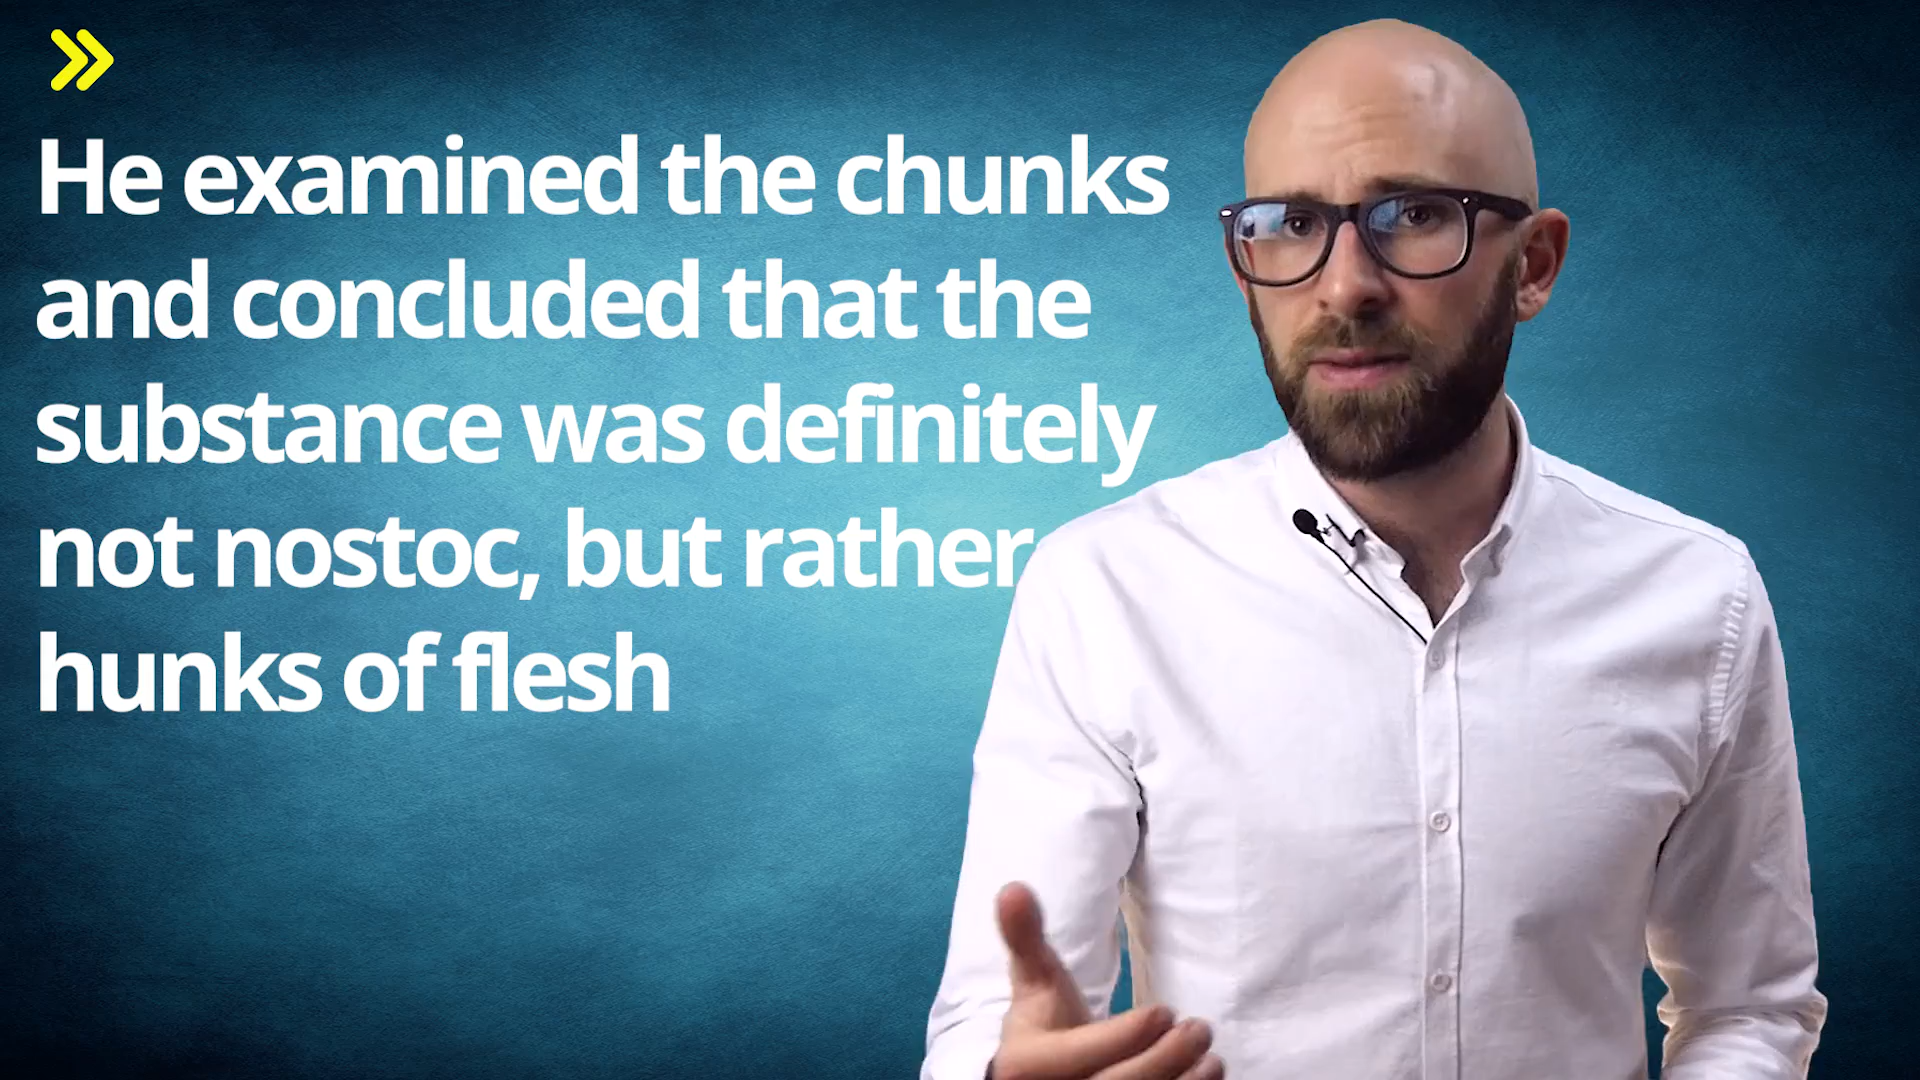 He examined the chunks
and concluded that the
substance was definitely
not nostoc, but rather
hunks of flesh